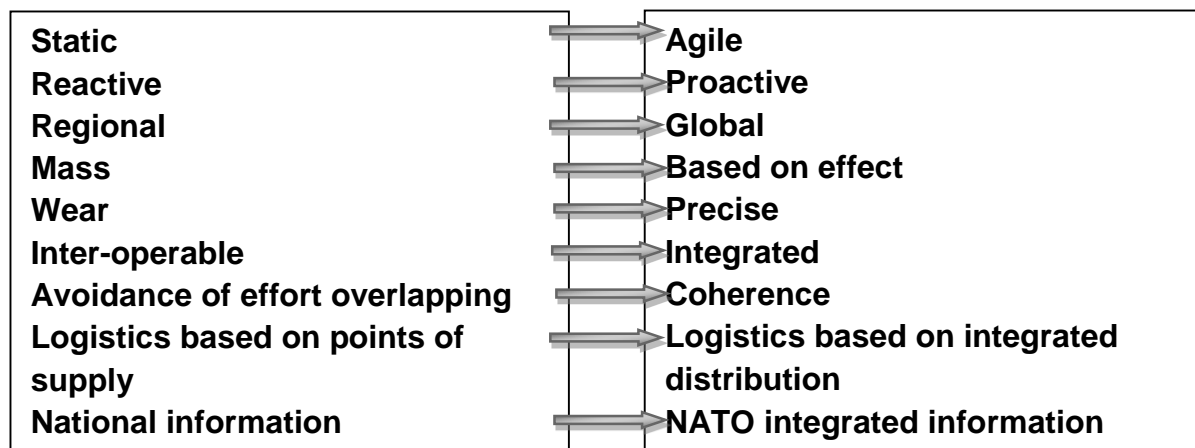 Static
Reactive
Regional
Mass
Wear
Inter-operable
Avoidance of effort overlapping
Logistics based on points of
supply
National information
Agile
Proactive
Global
Based on effect
Precise
Integrated
Coherence
Logistics based on integrated
distribution
NATO integrated information